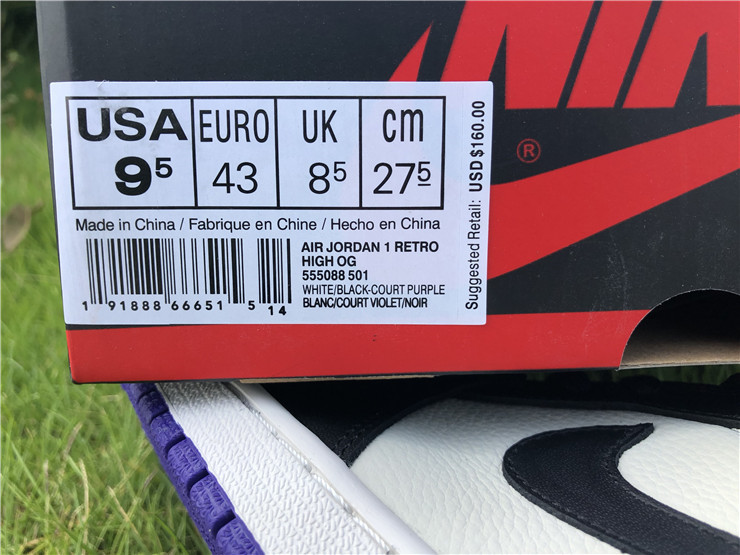 NIK
®
USA EURO UK cm
9⁵ 43 8⁵ 27⁵
Made in China / Fabrique en Chine / Hecho en China
AIR JORDAN 1 RETRO
HIGH OG
555088 501
WHITE/BLACK-COURT PURPLE
BLANC/COURT VIOLET/NOIR
1 91888 66651 5 14
Suggested Retail: USD $160.00